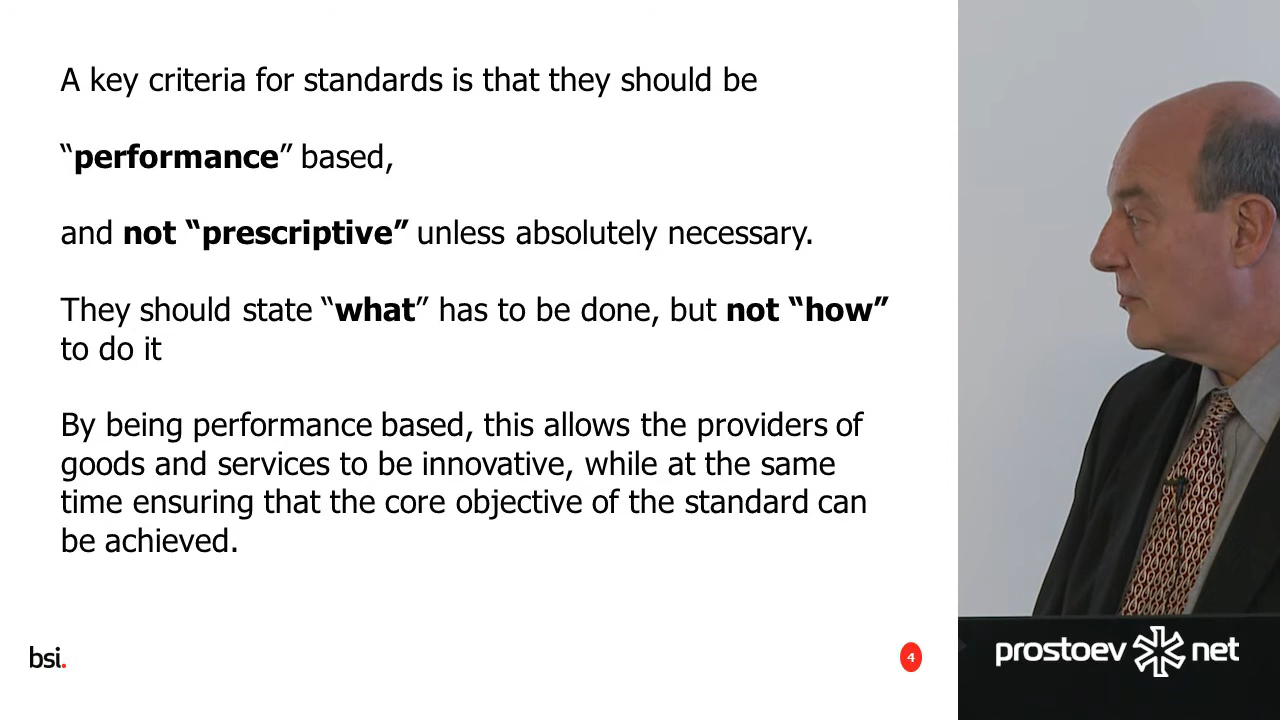 A key criteria for standards is that they should be
“performance” based,
and not “prescriptive” unless absolutely necessary.
They should state “what” has to be done, but not “how”
to do it
By being performance based, this allows the providers of
goods and services to be innovative, while at the same
time ensuring that the core objective of the standard can
be achieved.
bsi.
4
prostoev net